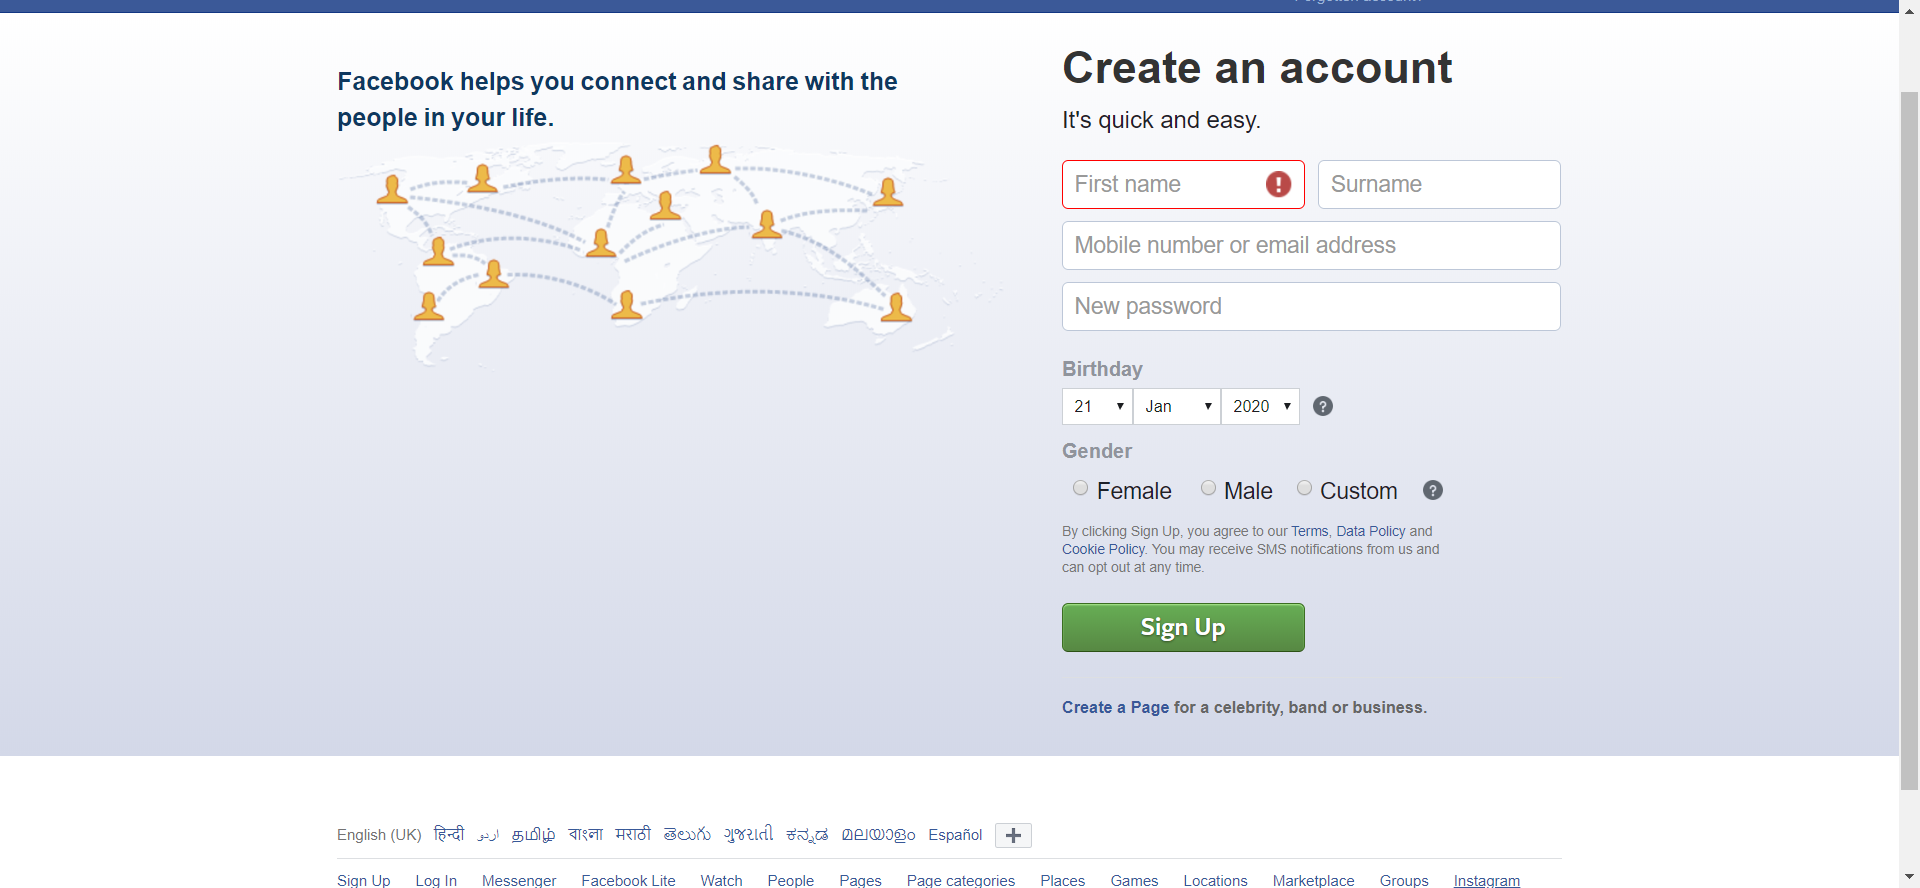 Facebook helps you connect and share with the
people in your life.
Create an account
It's quick and easy.
First name
Surname
Mobile number or email address
New password
Birthday
21 Jan 2020
Gender
Female Male Custom
By clicking Sign Up, you agree to our Terms, Data Policy and
Cookie Policy. You may receive SMS notifications from us and
can opt out at any time.
Sign Up
Create a Page for a celebrity, band or business.
English (UK) हिन्दी اردو தமிழ் বাংলা मराठी తెలుగు ગુજરાતી ಕನ್ನಡ മലയാളം Español
Sign Up Log In Messenger Facebook Lite Watch People Pages Page categories Places Games Locations Marketplace Groups Instagram